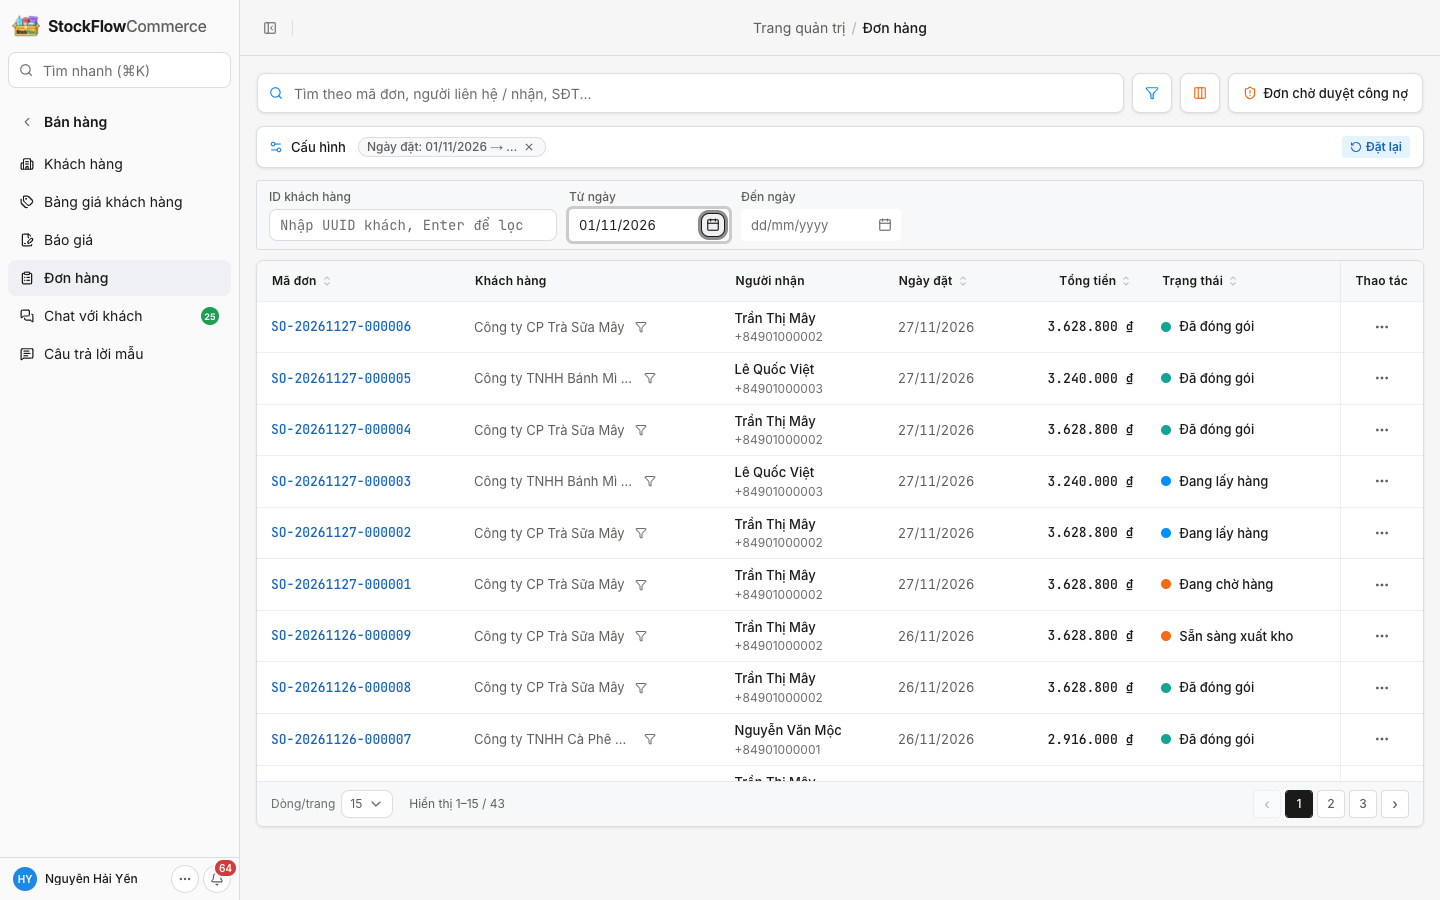 StockFlowCommerce
Tìm nhanh (⌘K)
Bán hàng
Khách hàng
Bảng giá khách hàng
Báo giá
Đơn hàng
Chat với khách 25
Câu trả lời mẫu
HY Nguyên Hải Yến 64
Trang quản trị / Đơn hàng
Tìm theo mã đơn, người liên hệ / nhận, SĐT...
Đơn chờ duyệt công nợ
Cấu hình Ngày đặt: 01/11/2026 → ... ×
Đặt lại
ID khách hàng Từ ngày Đến ngày
Nhập UUID khách, Enter để lọc 01/11/2026 dd/mm/yyyy
Mã đơn Khách hàng Người nhận Ngày đặt Tổng tiền Trạng thái Thao tác
SO-20261127-000006 Công ty CP Trà Sữa Mây Trần Thị Mây 27/11/2026 3.628.800 ₫ Đã đóng gói
+84901000002
SO-20261127-000005 Công ty TNHH Bánh Mì ... Lê Quốc Việt 27/11/2026 3.240.000 ₫ Đã đóng gói
+84901000003
SO-20261127-000004 Công ty CP Trà Sữa Mây Trần Thị Mây 27/11/2026 3.628.800 ₫ Đã đóng gói
+84901000002
SO-20261127-000003 Công ty TNHH Bánh Mì ... Lê Quốc Việt 27/11/2026 3.240.000 ₫ Đang lấy hàng
+84901000003
SO-20261127-000002 Công ty CP Trà Sữa Mây Trần Thị Mây 27/11/2026 3.628.800 ₫ Đang lấy hàng
+84901000002
SO-20261127-000001 Công ty CP Trà Sữa Mây Trần Thị Mây 27/11/2026 3.628.800 ₫ Đang chờ hàng
+84901000002
SO-20261126-000009 Công ty CP Trà Sữa Mây Trần Thị Mây 26/11/2026 3.628.800 ₫ Sẵn sàng xuất kho
+84901000002
SO-20261126-000008 Công ty CP Trà Sữa Mây Trần Thị Mây 26/11/2026 3.628.800 ₫ Đã đóng gói
+84901000002
SO-20261126-000007 Công ty TNHH Cà Phê ... Nguyễn Văn Mộc 26/11/2026 2.916.000 ₫ Đã đóng gói
+84901000001
Trần Thị Mây
Dòng/trang 15 Hiển thị 1–15 / 43
‹ 1 2 3 ›